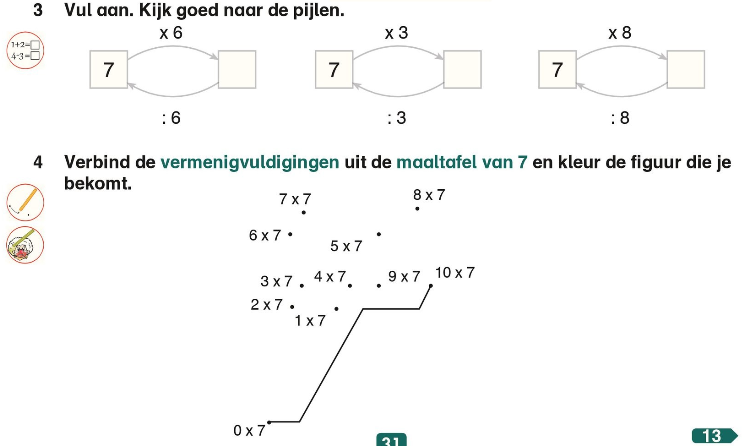 3 Vul aan. Kijk goed naar de pijlen.
1+2=
4-3=
x 6
7
: 6
x 3
7
: 3
x 8
7
: 8
4 Verbind de vermenigvuldigingen uit de maaltafel van 7 en kleur de figuur die je
bekomt.
7 x 7
8 x 7
6 x 7
5 x 7
3 x 7
4 x 7
9 x 7
10 x 7
2 x 7
1 x 7
0 x 7
31
13